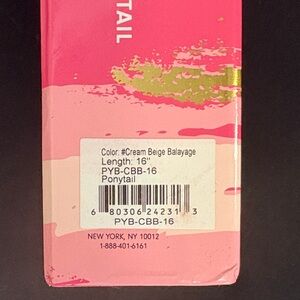 TAIL
Color: #Cream Beige Balayage
Length: 16"
PYB-CBB-16
Ponytail
6 80306 24231 3
PYB-CBB-16
NEW YORK, NY 10012
1-888-401-6161